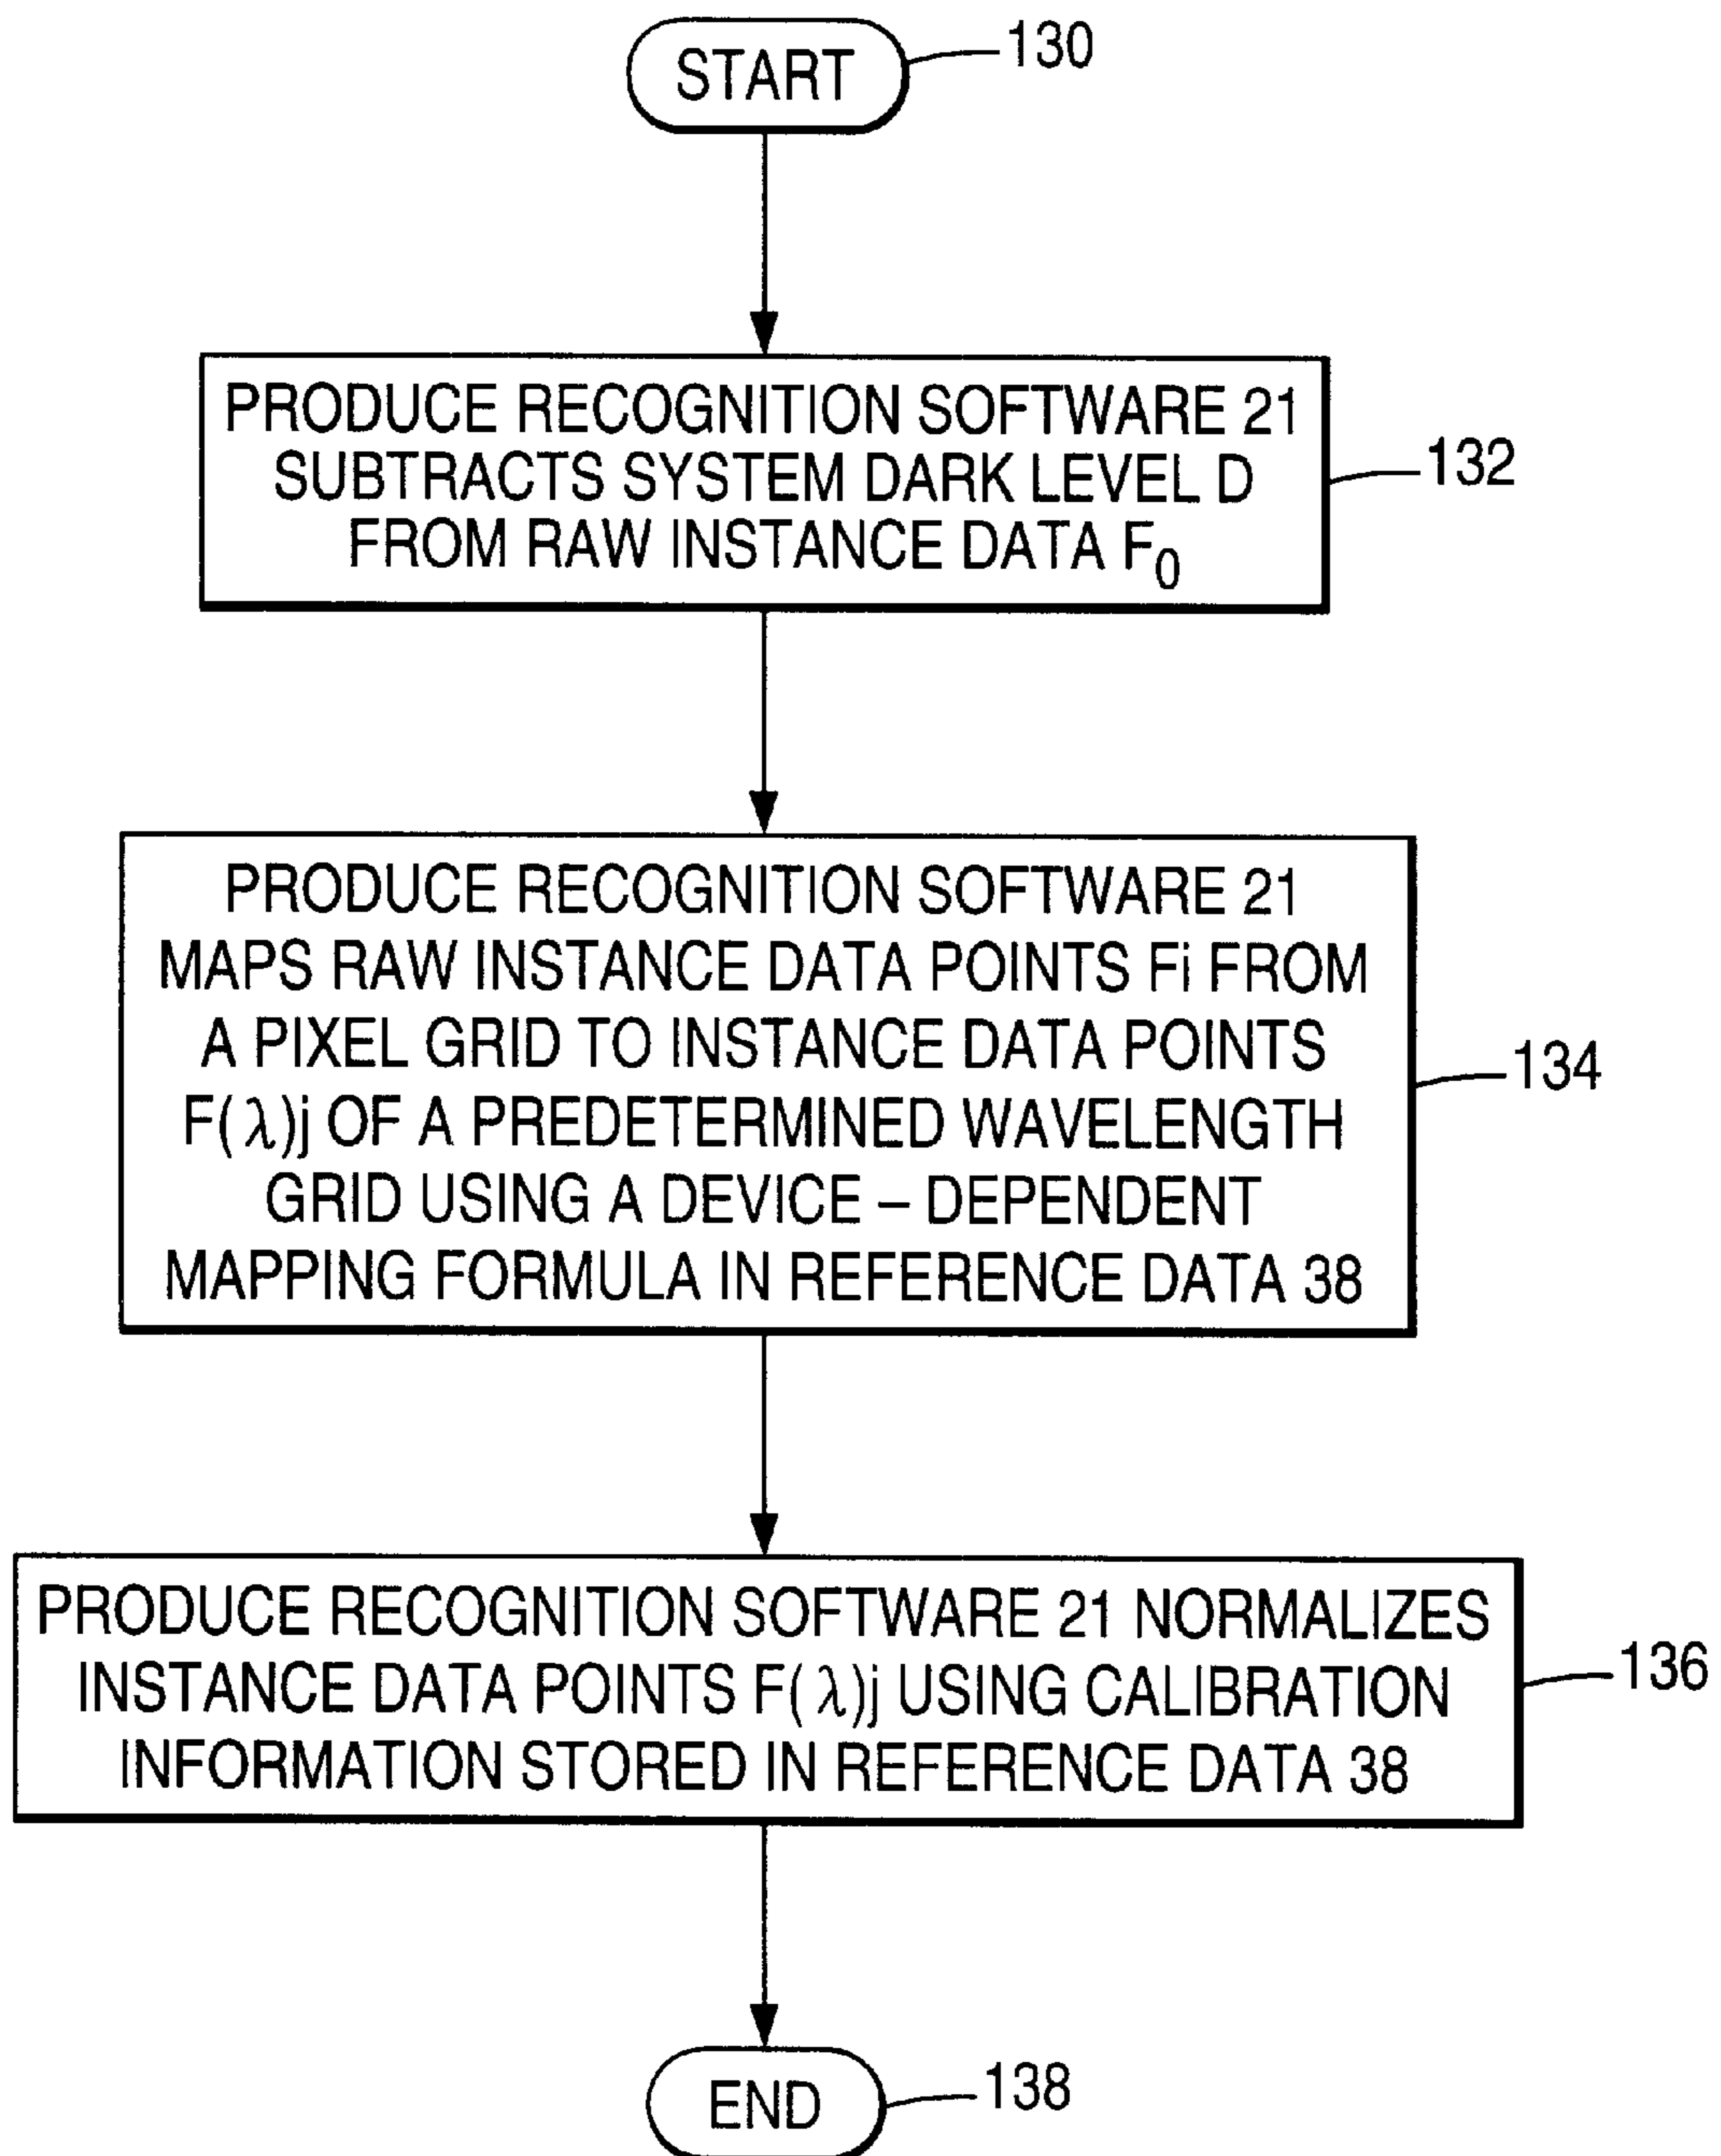 START
130
PRODUCE RECOGNITION SOFTWARE 21
SUBTRACTS SYSTEM DARK LEVEL D
FROM RAW INSTANCE DATA F₀
132
PRODUCE RECOGNITION SOFTWARE 21
MAPS RAW INSTANCE DATA POINTS Fi FROM
A PIXEL GRID TO INSTANCE DATA POINTS
F(λ)j OF A PREDETERMINED WAVELENGTH
GRID USING A DEVICE – DEPENDENT
MAPPING FORMULA IN REFERENCE DATA 38
134
PRODUCE RECOGNITION SOFTWARE 21 NORMALIZES
INSTANCE DATA POINTS F(λ)j USING CALIBRATION
INFORMATION STORED IN REFERENCE DATA 38
136
END
138